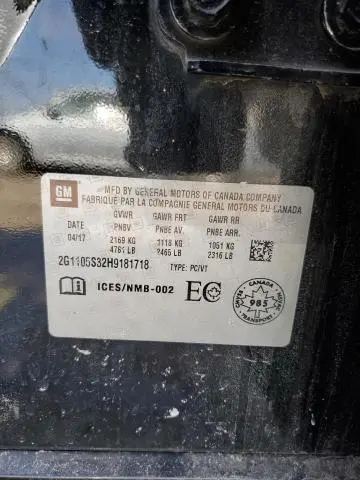 GM
MFD BY GENERAL MOTORS OF CANADA COMPANY
FABRIQUÉ PAR LA COMPAGNIE GENERAL MOTORS DU CANADA
GVWR GAWR FRT GAWR RR
DATE PNBV PNBE AV. PNBE ARR.
04/17 2169 KG 1118 KG 1051 KG
4781 LB 2465 LB 2316 LB
2G1105S32H9181718 TYPE: PC/VT
ICES/NMB-002 EC
CANADA
985
TRANSPORT